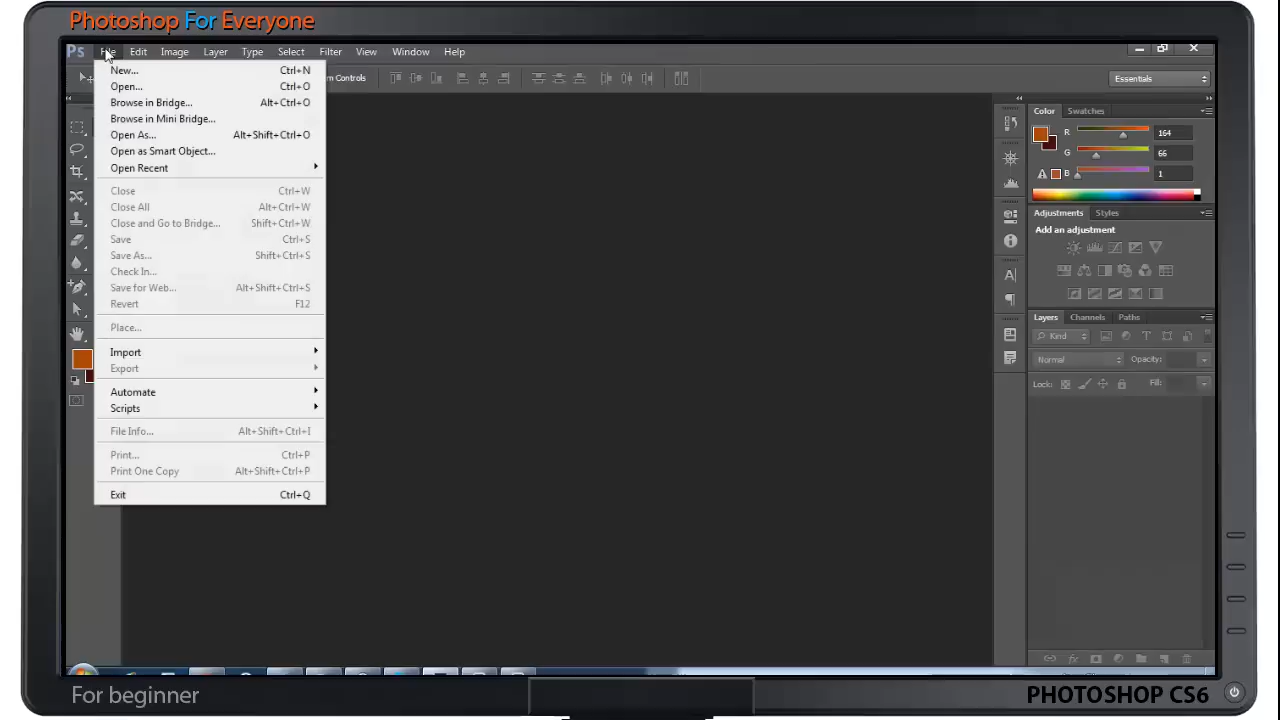 Photoshop For Everyone
Ps File Edit Image Layer Type Select Filter View Window Help
New... Ctrl+N
Open... Ctrl+O
Browse in Bridge... Alt+Ctrl+O
Browse in Mini Bridge...
Open As... Alt+Shift+Ctrl+O
Open as Smart Object...
Open Recent
Close Ctrl+W
Close All Alt+Ctrl+W
Close and Go to Bridge... Shift+Ctrl+W
Save Ctrl+S
Save As... Shift+Ctrl+S
Check In...
Save for Web... Alt+Shift+Ctrl+S
Revert F12
Place...
Import
Export
Automate
Scripts
File Info... Alt+Shift+Ctrl+I
Print... Ctrl+P
Print One Copy Alt+Shift+Ctrl+P
Exit Ctrl+Q
Controls
Essentials
Color Swatches
R 164
G 66
B 1
Adjustments Styles
Add an adjustment
Layers Channels Paths
Kind
Normal Opacity:
Lock: Fill:
For beginner
PHOTOSHOP CS6